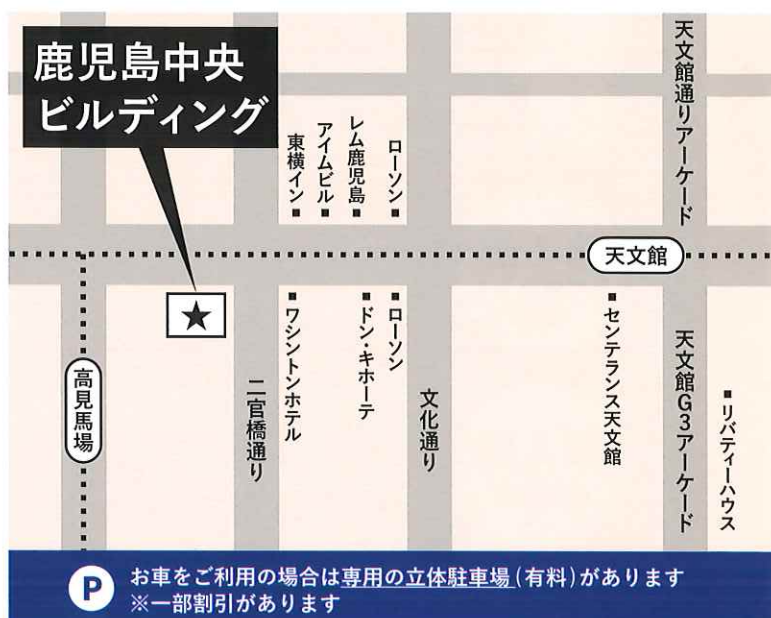 鹿児島中央
ビルディング
東横イン
アイムビル
レム鹿児島
ローソン
天文館通りアーケード
天文館
高見馬場
二官橋通り
ワシントンホテル
ドン・キホーテ
ローソン
文化通り
センテランス天文館
天文館G3アーケード
リバティーハウス
P
お車をご利用の場合は専用の立体駐車場(有料)があります
※一部割引があります